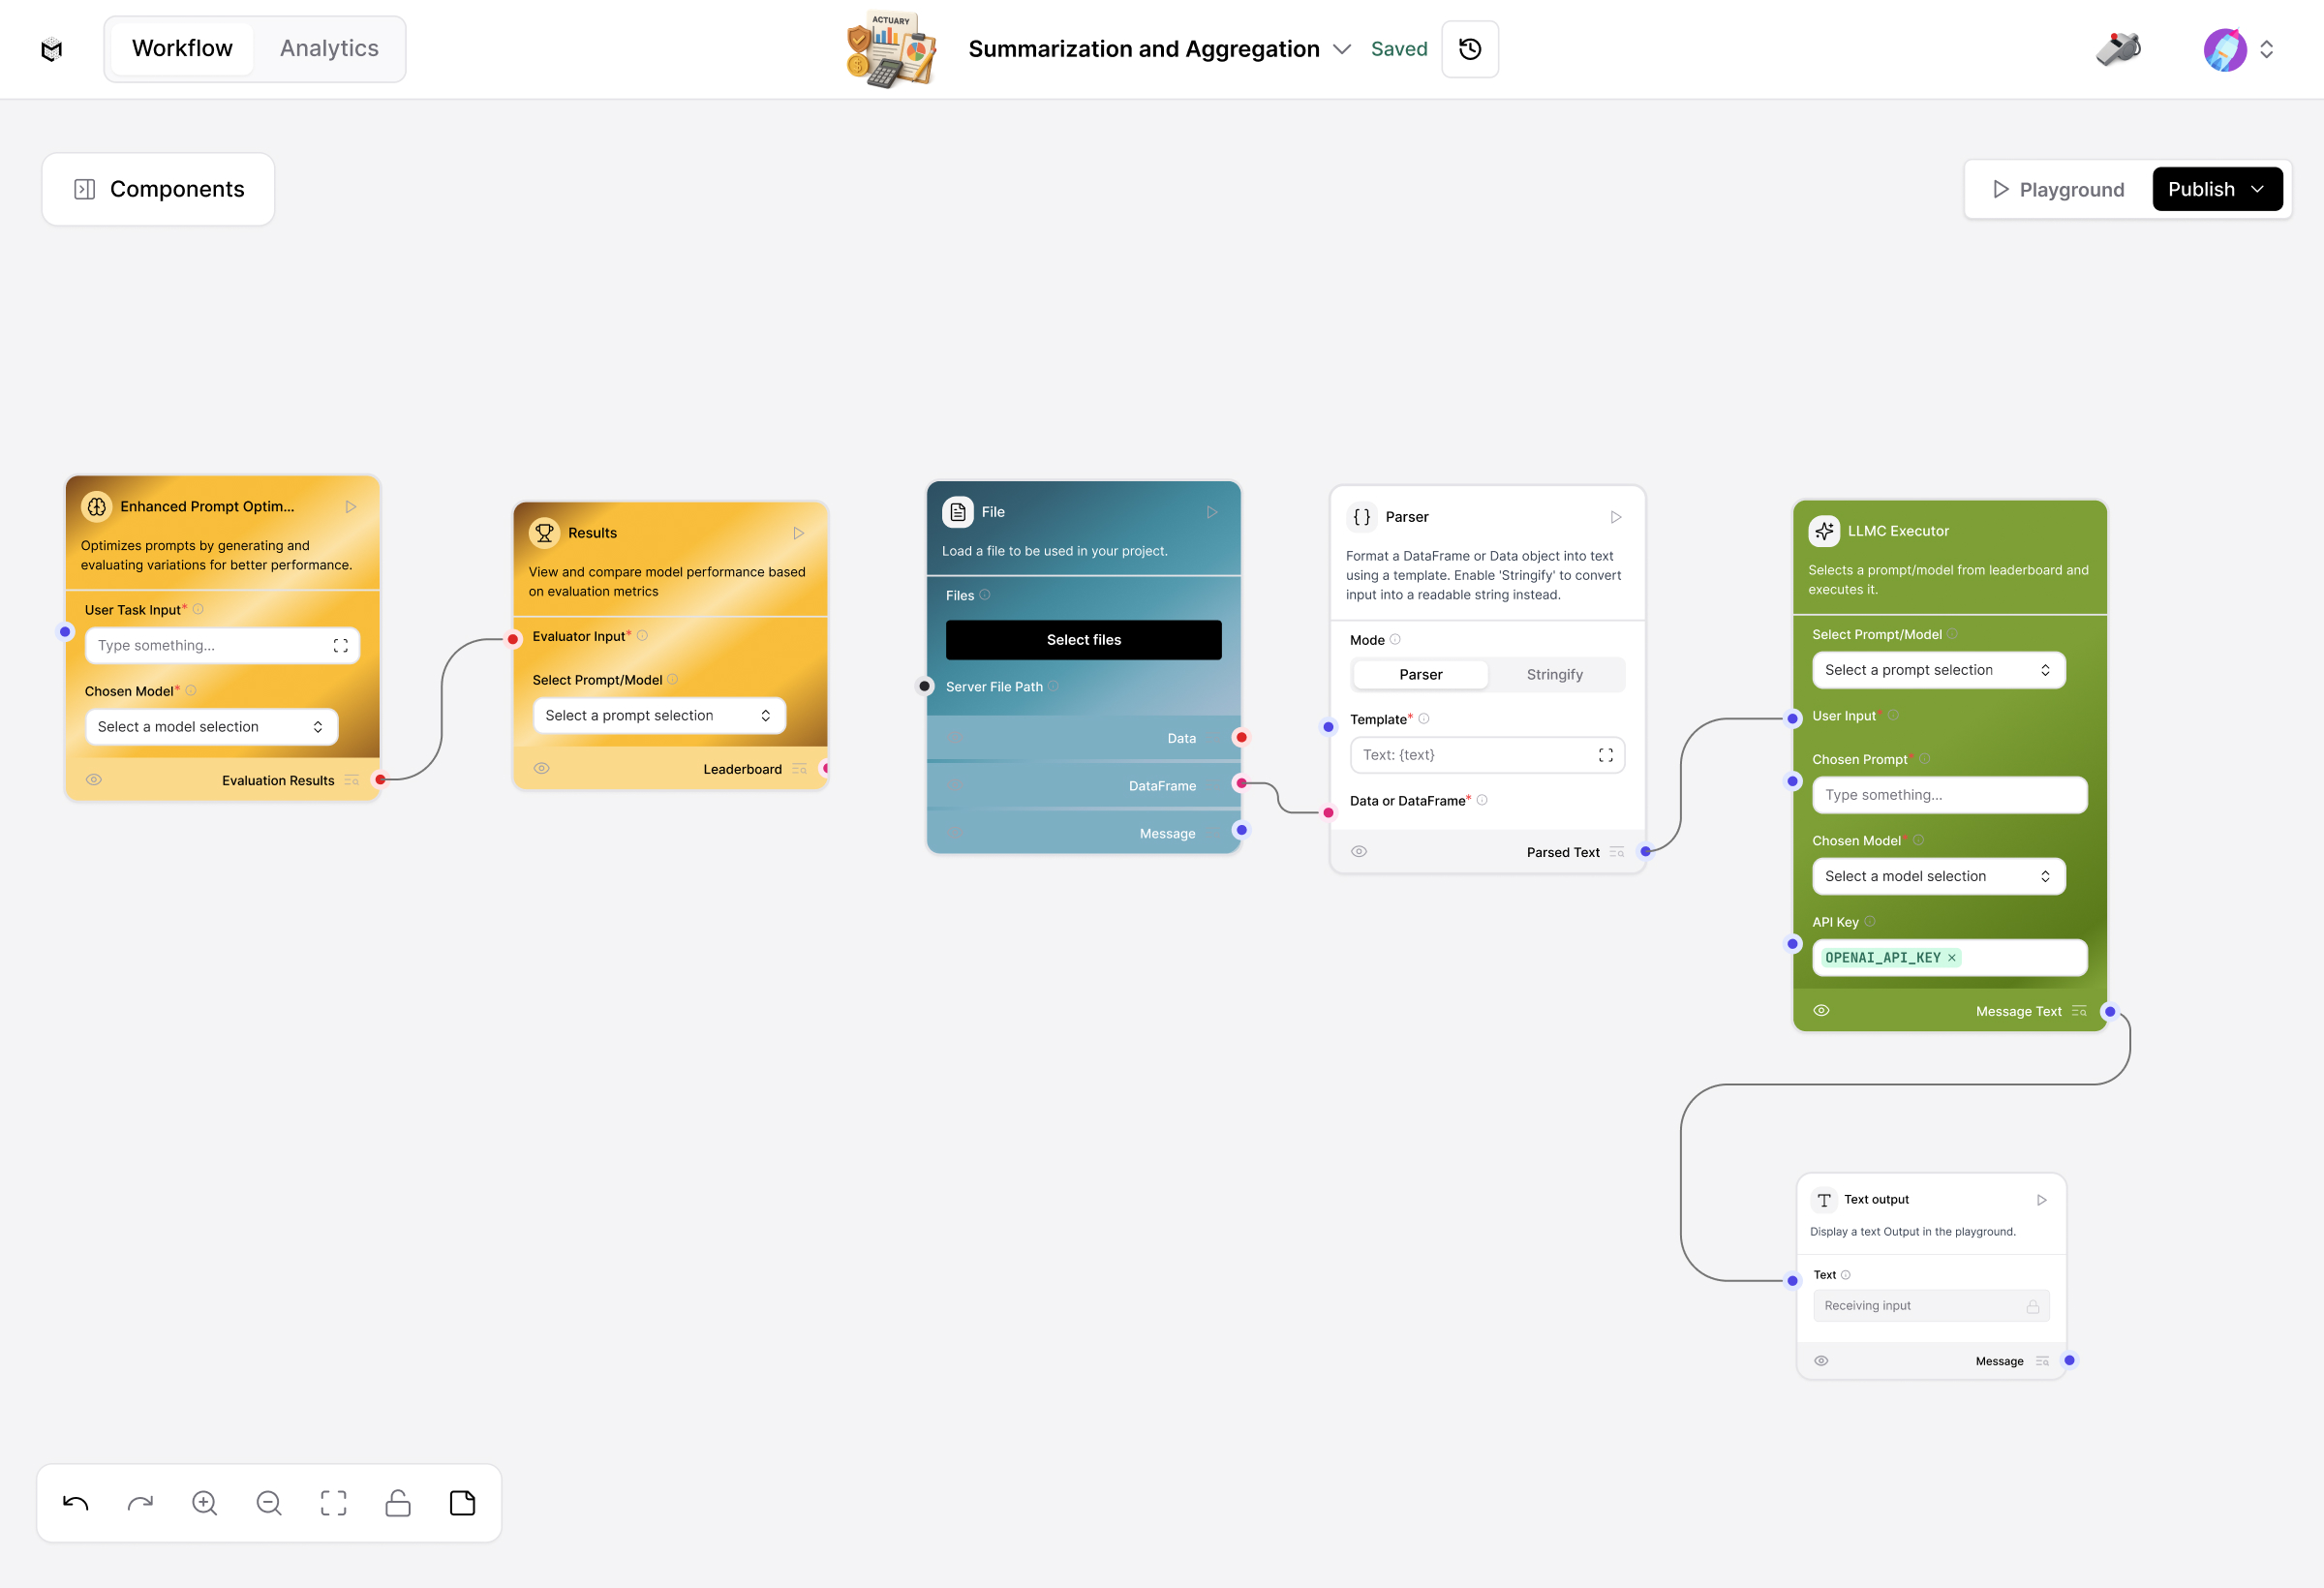 Workflow
Analytics
ACTUARY
Summarization and Aggregation
Saved
Components
Playground
Publish
Enhanced Prompt Optim...
Optimizes prompts by generating and
evaluating variations for better performance.
User Task Input*
Type something...
Chosen Model*
Select a model selection
Evaluation Results
Results
View and compare model performance based
on evaluation metrics
Evaluator Input*
Select Prompt/Model
Select a prompt selection
Leaderboard
File
Load a file to be used in your project.
Files
Select files
Server File Path
Data
DataFrame
Message
Parser
Format a DataFrame or Data object into text
using a template. Enable 'Stringify' to convert
input into a readable string instead.
Mode
Parser
Stringify
Template*
Text: {text}
Data or DataFrame*
Parsed Text
LLMC Executor
Selects a prompt/model from leaderboard and
executes it.
Select Prompt/Model
Select a prompt selection
User Input*
Chosen Prompt*
Type something...
Chosen Model*
Select a model selection
API Key
OPENAI_API_KEY ×
Message Text
Text output
Display a text Output in the playground.
Text
Receiving input
Message